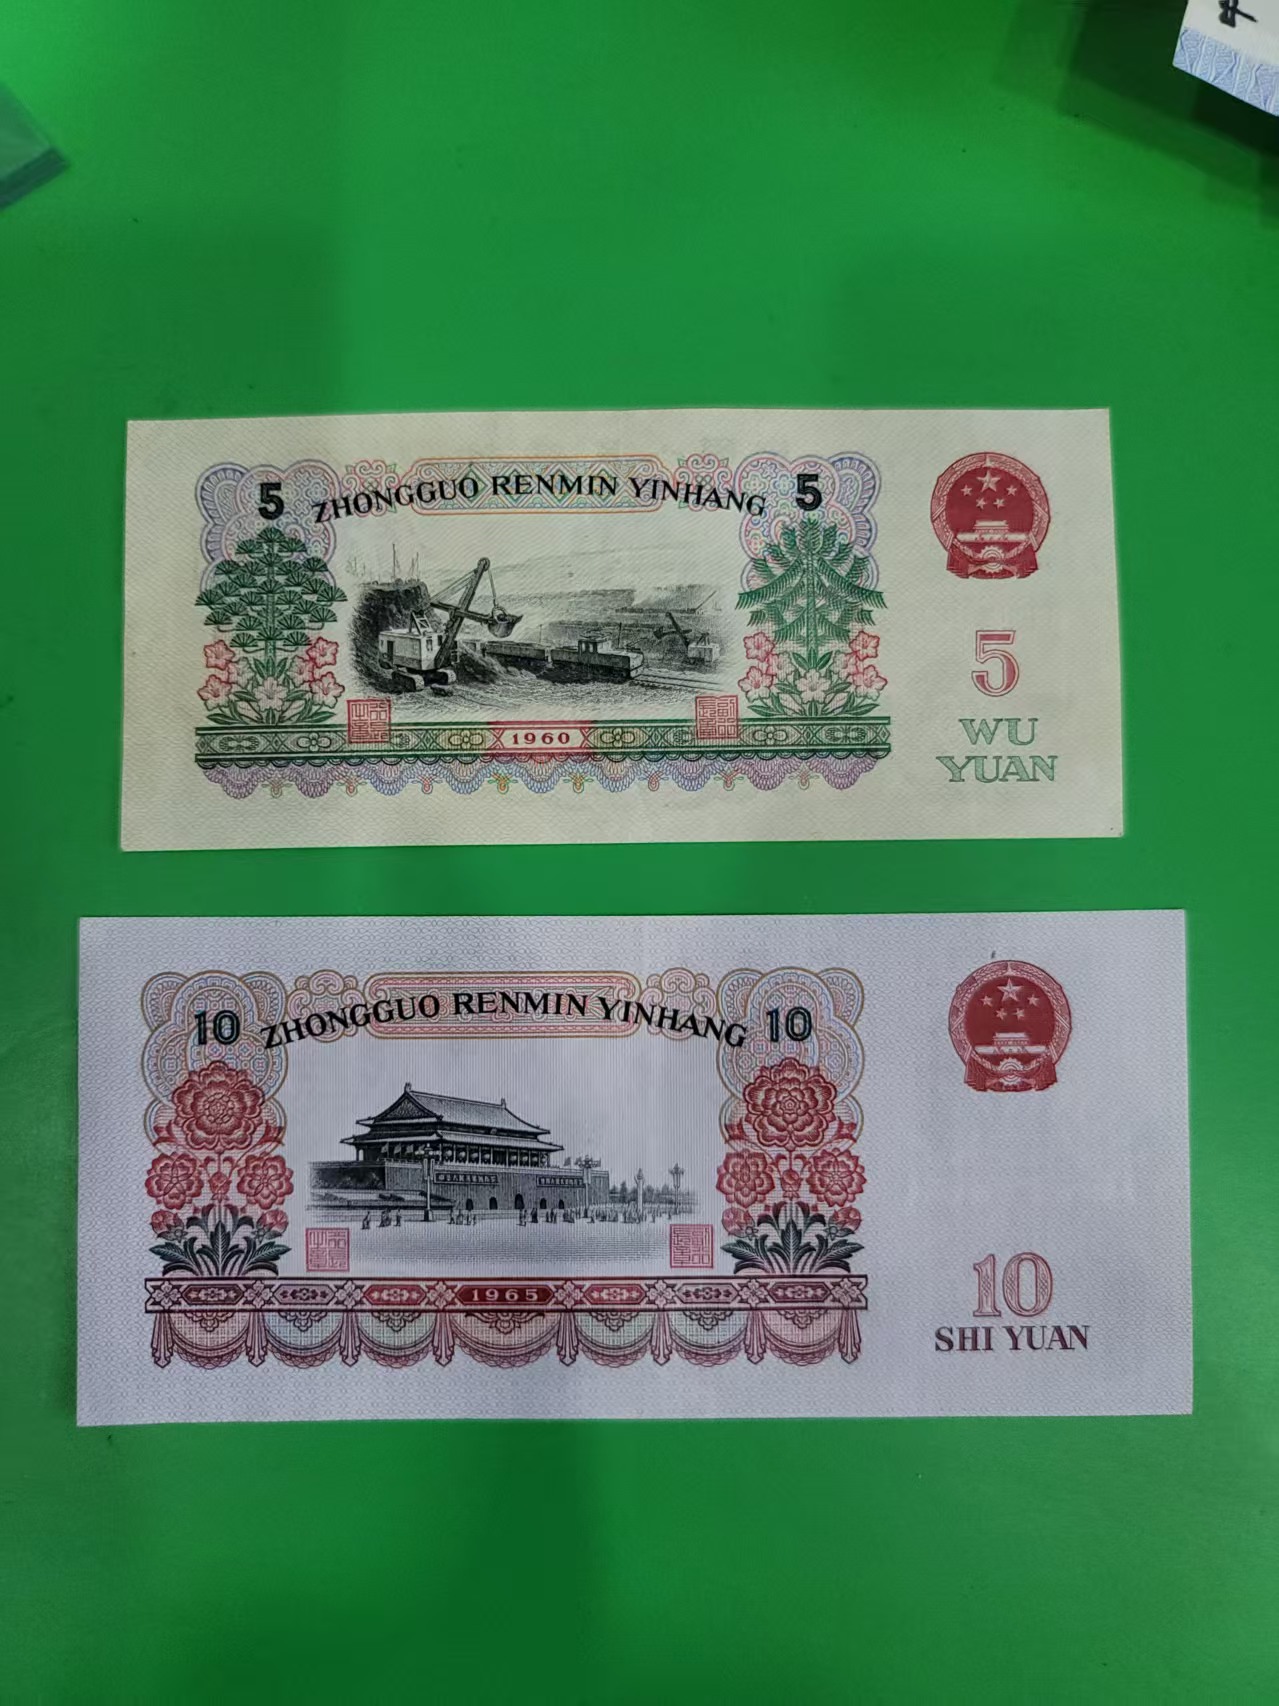 5 ZHONGGUO RENMIN YINHANG 5
1960
5
WU
YUAN
10 ZHONGGUO RENMIN YINHANG 10
1965
10
SHI YUAN